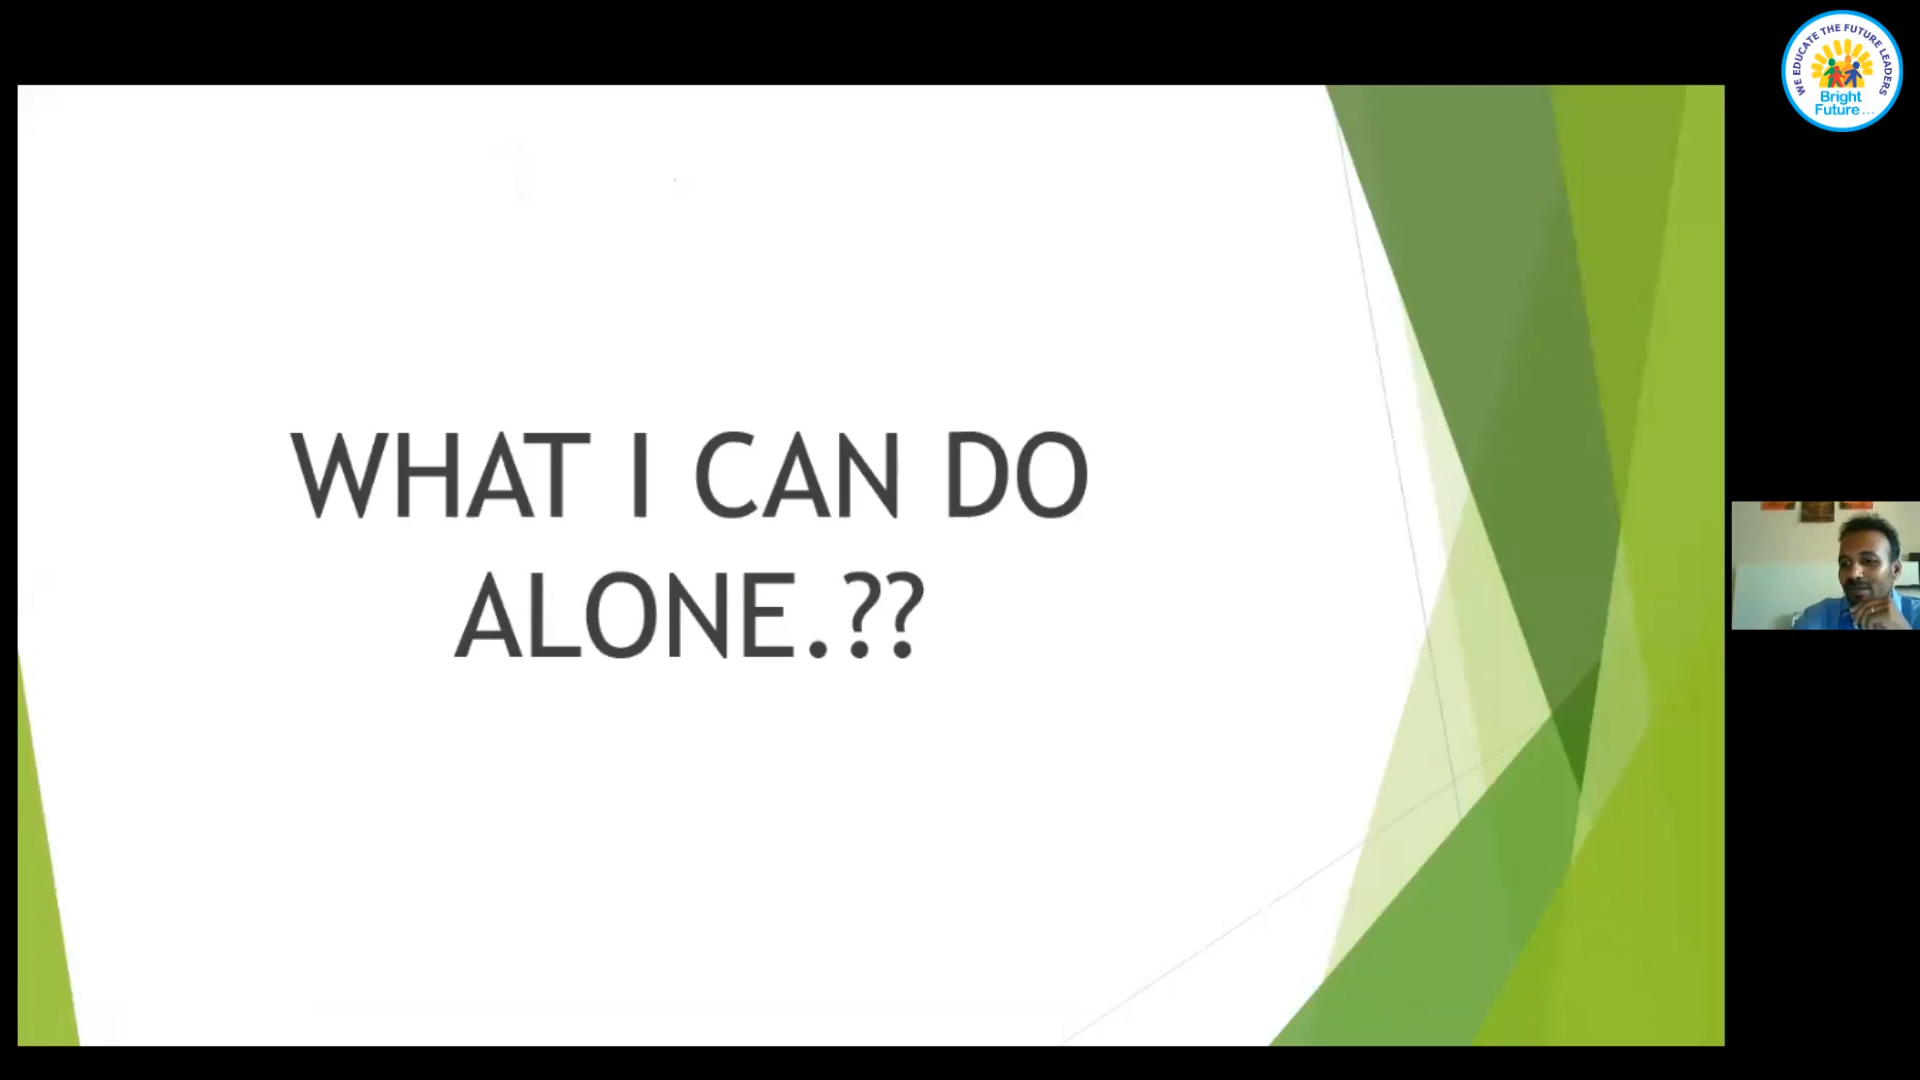 WE EDUCATE THE FUTURE LEADERS
Bright
Future...
WHAT I CAN DO
ALONE.??